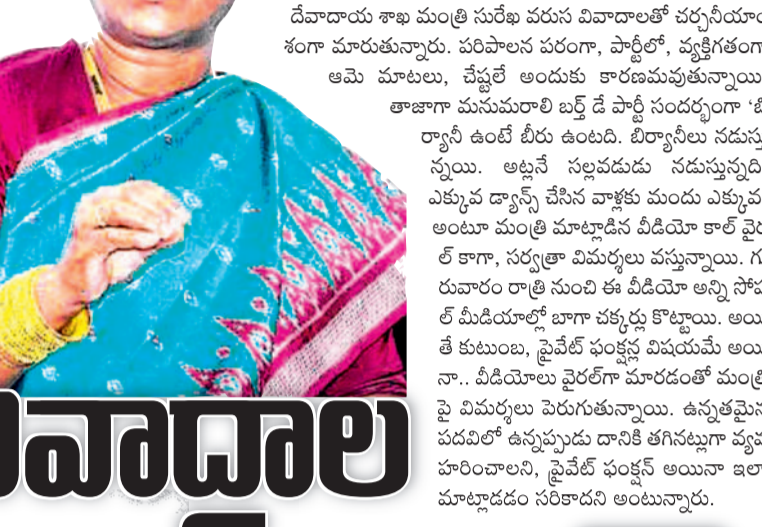 దేవాదాయ శాఖ మంత్రి సురేఖ వరుస వివాదాలతో చర్చనీయాం
శంగా మారుతున్నారు. పరిపాలన పరంగా, పార్టీలో, వ్యక్తిగతంగా
ఆమె మాటలు, చేష్టలే అందుకు కారణమవుతున్నాయి
తాజాగా మనుమరాలి బర్త్ డే పార్టీ సందర్భంగా ‘బి
ర్యానీ ఉంటే బీరు ఉంటది. బిర్యానీలు నడుస్తు
న్నయి. అట్లనే సల్లవడుడు నడుస్తున్నది
ఎక్కువ డ్యాన్స్ చేసిన వాళ్లకు మందు ఎక్కువ
అంటూ మంత్రి మాట్లాడిన వీడియో కాల్ వైర
ల్ కాగా, సర్వత్రా విమర్శలు వస్తున్నాయి. గు
రువారం రాత్రి నుంచి ఈ వీడియో అన్ని సోష
ల్ మీడియాల్లో బాగా చక్కర్లు కొట్టాయి. అయి
తే కుటుంబ, ప్రైవేట్ ఫంక్షన్ల విషయమే అయి
నా.. వీడియోలు వైరల్‌గా మారడంతో మంత్రి
పై విమర్శలు పెరుగుతున్నాయి. ఉన్నతమైన
పదవిలో ఉన్నప్పుడు దానికి తగినట్లుగా వ్యవ
హరించాలని, ప్రైవేట్ ఫంక్షన్ అయినా ఇలా
మాట్లాడడం సరికాదని అంటున్నారు.
వివాదాల